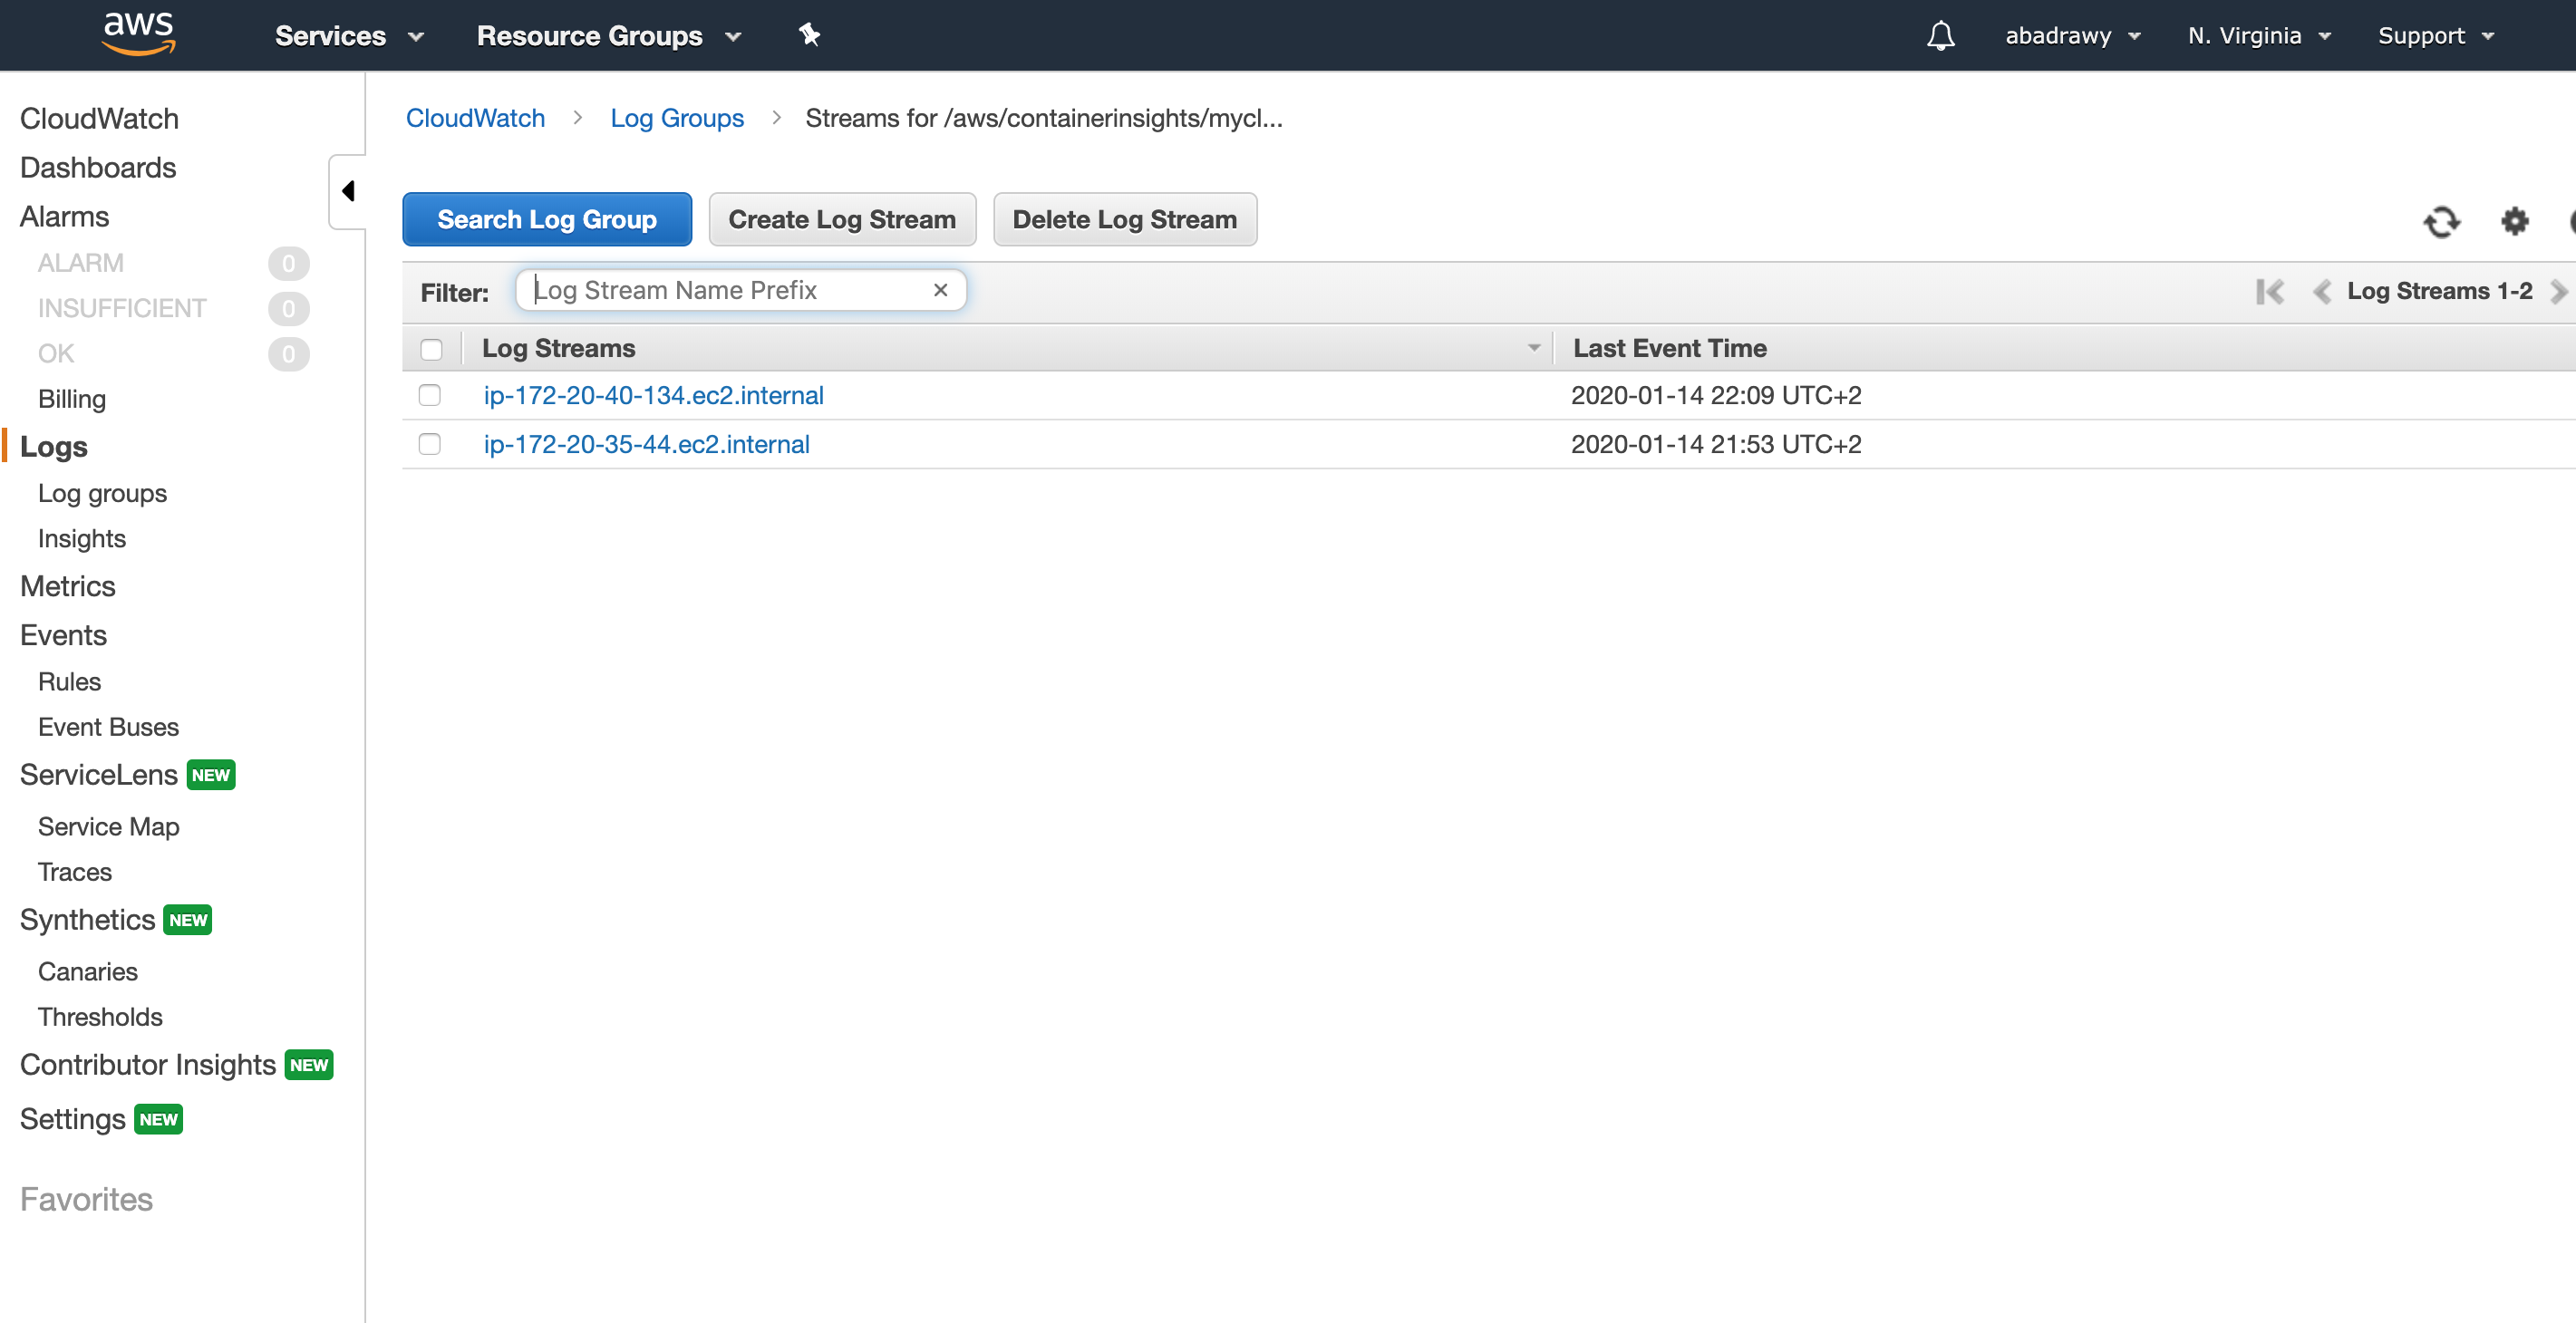 aws
Services
Resource Groups
abadrawy
N. Virginia
Support
CloudWatch
Dashboards
Alarms
ALARM 0
INSUFFICIENT 0
OK 0
Billing
Logs
Log groups
Insights
Metrics
Events
Rules
Event Buses
ServiceLens NEW
Service Map
Traces
Synthetics NEW
Canaries
Thresholds
Contributor Insights NEW
Settings NEW
Favorites
CloudWatch > Log Groups > Streams for /aws/containerinsights/mycl...
Search Log Group
Create Log Stream
Delete Log Stream
Filter: Log Stream Name Prefix ×
Log Streams 1-2
Log Streams Last Event Time
ip-172-20-40-134.ec2.internal 2020-01-14 22:09 UTC+2
ip-172-20-35-44.ec2.internal 2020-01-14 21:53 UTC+2